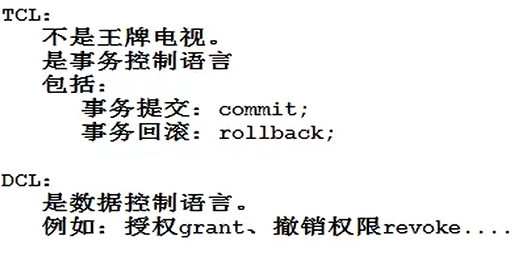 TCL：
不是王牌电视。
是事务控制语言
包括：
事务提交：commit;
事务回滚：rollback;
DCL：
是数据控制语言。
例如：授权grant、撤销权限revoke....